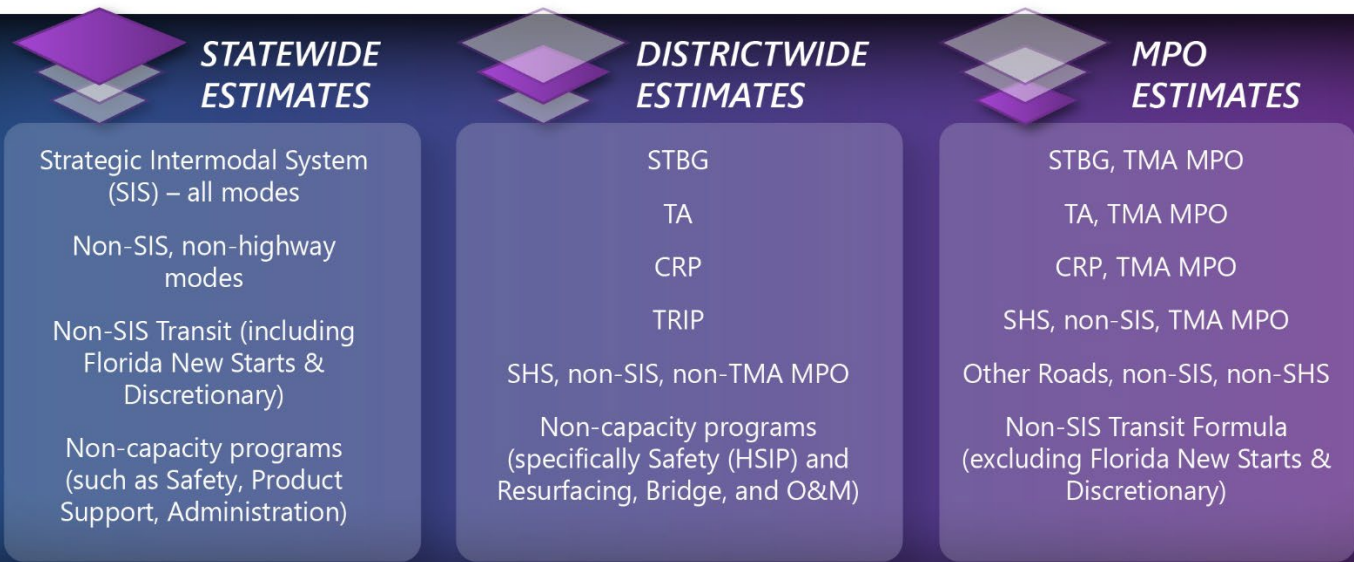 STATEWIDE
ESTIMATES
Strategic Intermodal System
(SIS) – all modes
Non-SIS, non-highway
modes
Non-SIS Transit (including
Florida New Starts &
Discretionary)
Non-capacity programs
(such as Safety, Product
Support, Administration)
DISTRICTWIDE
ESTIMATES
STBG
TA
CRP
TRIP
SHS, non-SIS, non-TMA MPO
Non-capacity programs
(specifically Safety (HSIP) and
Resurfacing, Bridge, and O&M)
MPO
ESTIMATES
STBG, TMA MPO
TA, TMA MPO
CRP, TMA MPO
SHS, non-SIS, TMA MPO
Other Roads, non-SIS, non-SHS
Non-SIS Transit Formula
(excluding Florida New Starts &
Discretionary)